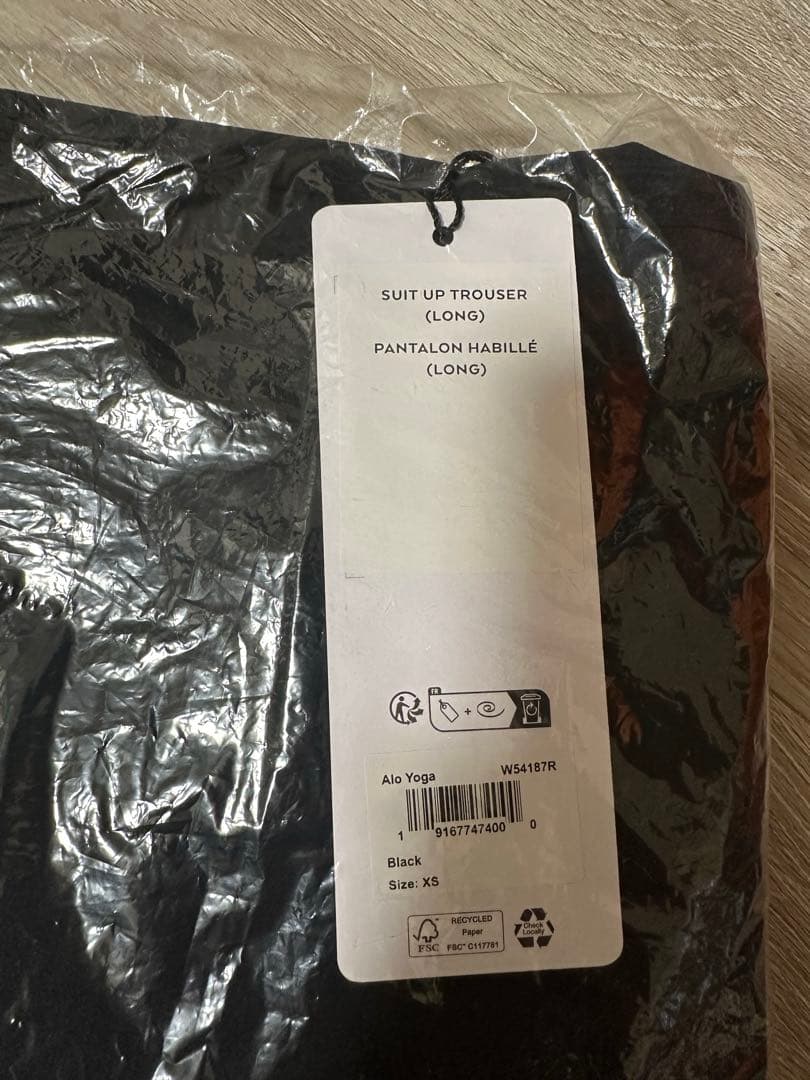 SUIT UP TROUSER
(LONG)
PANTALON HABILLÉ
(LONG)
FR
+
Alo Yoga W54187R
1 9167747400 0
Black
Size: XS
FSC
RECYCLED
Paper
FSC™ C117781
Check
Locally